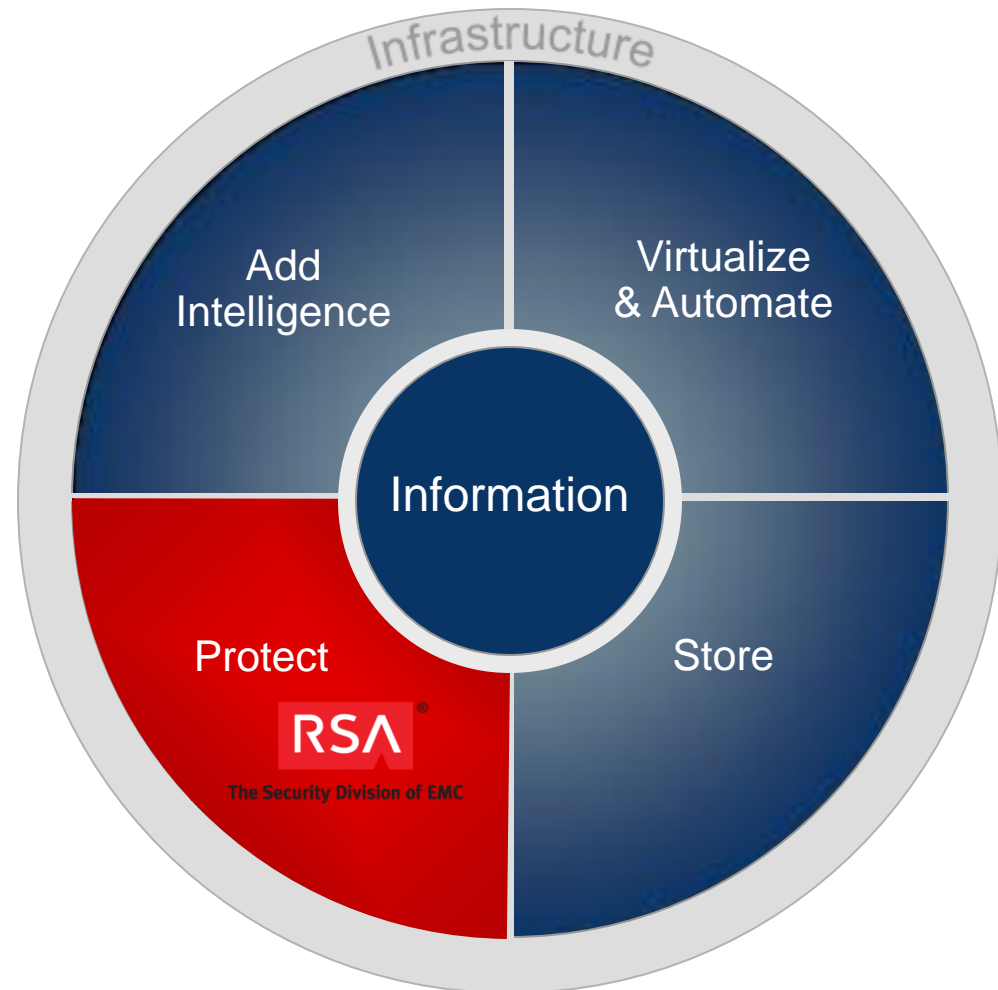 Infrastructure
Add
Intelligence
Virtualize
& Automate
Information
Protect
RSA®
The Security Division of EMC
Store